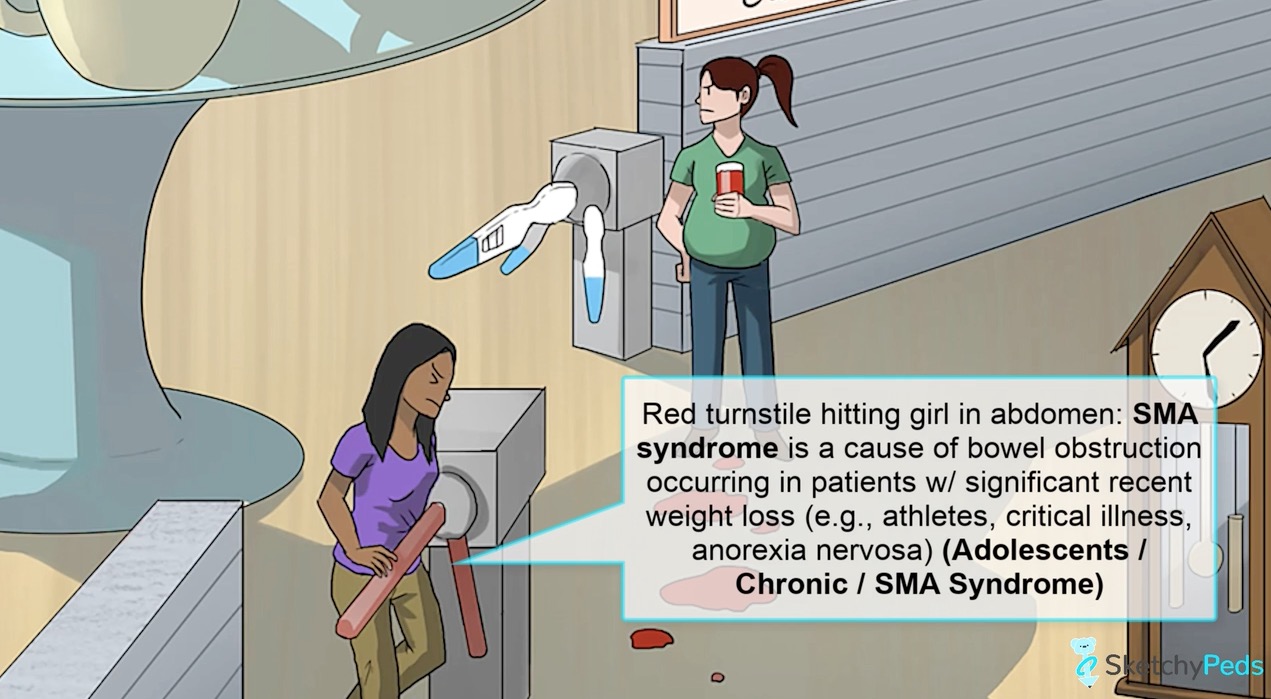 Red turnstile hitting girl in abdomen: SMA
syndrome is a cause of bowel obstruction
occurring in patients w/ significant recent
weight loss (e.g., athletes, critical illness,
anorexia nervosa) (Adolescents /
Chronic / SMA Syndrome)
SketchyPeds